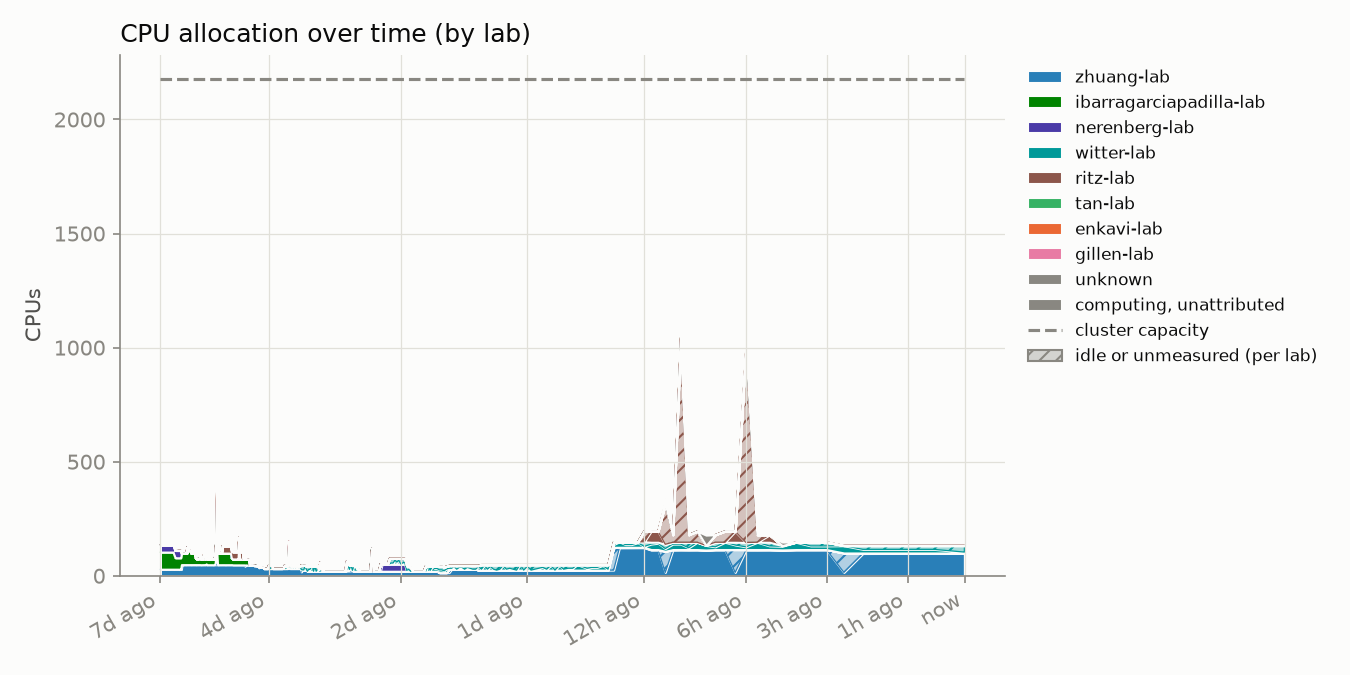 CPU allocation over time (by lab)
CPUs
2000
1500
1000
500
0
7d ago
4d ago
2d ago
1d ago
12h ago
6h ago
3h ago
1h ago
now
zhuang-lab
ibarragarciapadilla-lab
nerenberg-lab
witter-lab
ritz-lab
tan-lab
enkavi-lab
gillen-lab
unknown
computing, unattributed
cluster capacity
idle or unmeasured (per lab)